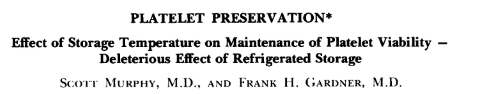 PLATELET PRESERVATION*
Effect of Storage Temperature on Maintenance of Platelet Viability —
Deleterious Effect of Refrigerated Storage
SCOTT MURPHY, M.D., AND FRANK H. GARDNER, M.D.